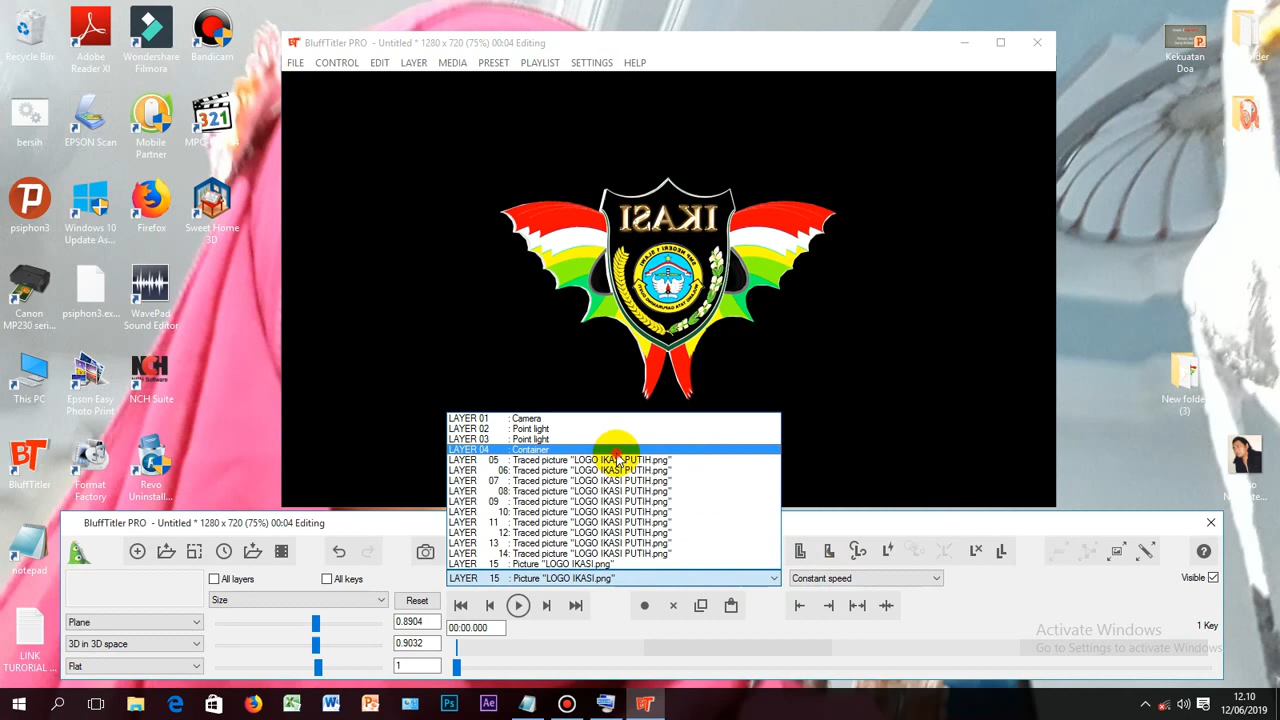 Recycle Bin
Adobe
Reader XI
Wondershare
Filmora
Bandicam
bersih
EPSON Scan
Mobile
Partner
psiphon3
Windows 10
Update As...
Firefox
Sweet Home
3D
Canon
MP230 seri...
psiphon3.ex...
WavePad
Sound Editor
This PC
Epson Easy
Photo Print
NCH Suite
BluffTitler
Format
Factory
Revo
Uninstall...
notepad
LINK
TURORIAL ...
Kekuatan
Doa
New folder
(3)
BluffTitler PRO - Untitled * 1280 x 720 (75%) 00:04 Editing
FILE CONTROL EDIT LAYER MEDIA PRESET PLAYLIST SETTINGS HELP
IKASI
LAYER 01 : Camera
LAYER 02 : Point light
LAYER 03 : Point light
LAYER 04 : Container
LAYER 05 : Traced picture "LOGO IKASI PUTIH.png"
LAYER 06: Traced picture "LOGO IKASI PUTIH.png"
LAYER 07 : Traced picture "LOGO IKASI PUTIH.png"
LAYER 08: Traced picture "LOGO IKASI PUTIH.png"
LAYER 09 : Traced picture "LOGO IKASI PUTIH.png"
LAYER 10: Traced picture "LOGO IKASI PUTIH.png"
LAYER 11 : Traced picture "LOGO IKASI PUTIH.png"
LAYER 12: Traced picture "LOGO IKASI PUTIH.png"
LAYER 13 : Traced picture "LOGO IKASI PUTIH.png"
LAYER 14: Traced picture "LOGO IKASI PUTIH.png"
LAYER 15 : Picture "LOGO IKASI.png"
LAYER 15 : Picture "LOGO IKASI.png"
BluffTitler PRO - Untitled * 1280 x 720 (75%) 00:04 Editing
All layers
All keys
Constant speed
Visible
Size
Reset
Plane
0.8904
00:00.000
1 Key
3D in 3D space
0.9032
Flat
1
Activate Windows
Go to Settings to activate Windows
12.10
12/06/2019